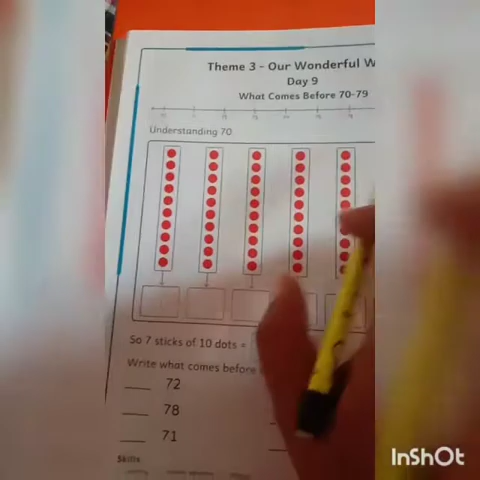 Theme 3 - Our Wonderful W
Day 9
What Comes Before 70-79
Understanding 70
So 7 sticks of 10 dots =
Write what comes before
72
78
71
Skills
InShOt